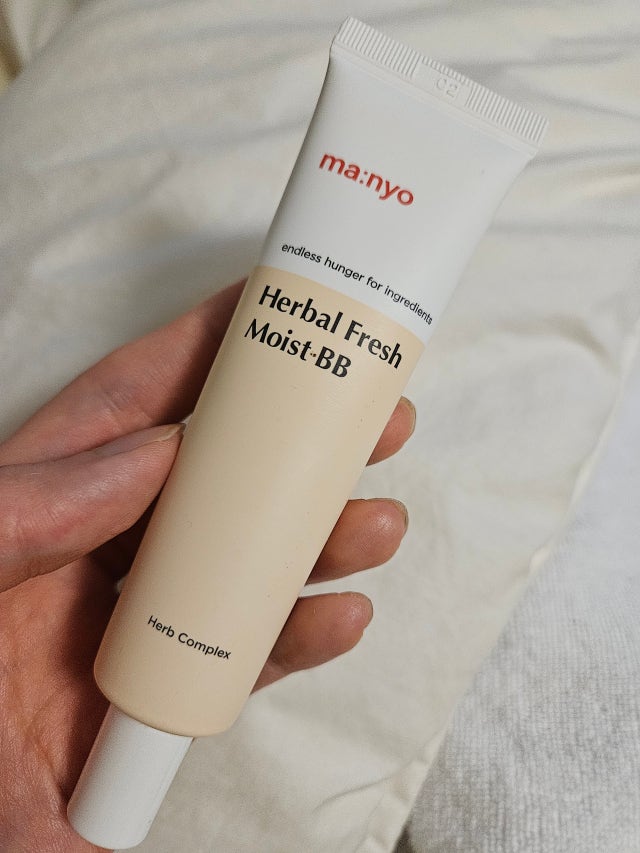 ma:nyo
endless hunger for ingredients
Herbal Fresh
Moist BB
Herb Complex